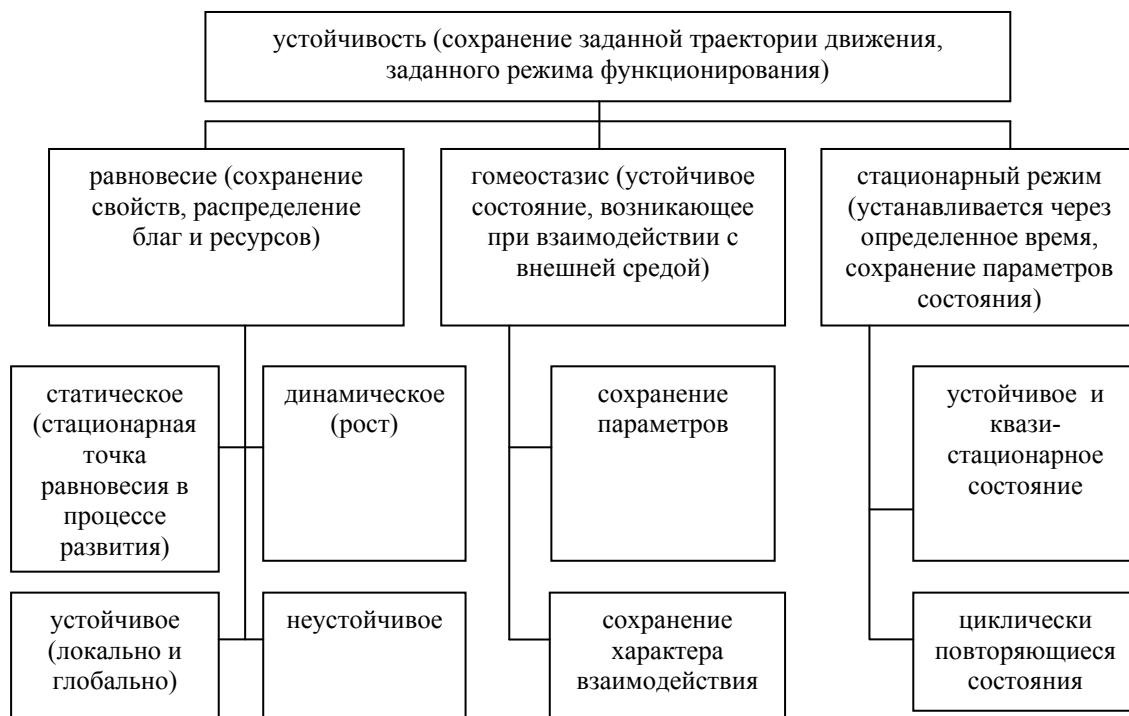 устойчивость (сохранение заданной траектории движения,
заданного режима функционирования)
равновесие (сохранение
свойств, распределение
благ и ресурсов)
гомеостазис (устойчивое
состояние, возникающее
при взаимодействии с
внешней средой)
стационарный режим
(устанавливается через
определенное время,
сохранение параметров
состояния)
статическое
(стационарная
точка
равновесия в
процессе
развития)
динамическое
(рост)
сохранение
параметров
устойчивое и
квази-
стационарное
состояние
устойчивое
(локально и
глобально)
неустойчивое
сохранение
характера
взаимодействия
циклически
повторяющиеся
состояния